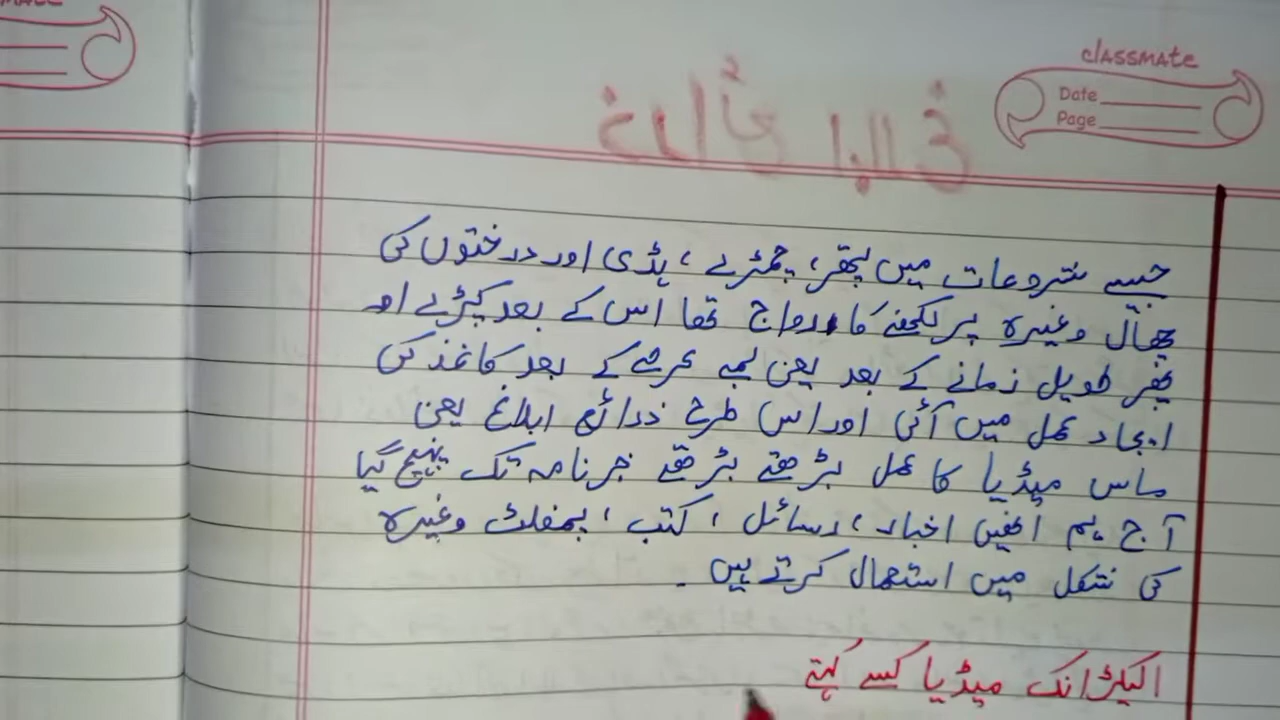 classmate
Date
Page
جیسے شروعات میں پتھر، چمڑے، ہڈی اور درختوں کی
چھال وغیرہ پر لکھنے کا رواج تھا اس کے بعد کپڑے اور
پھر طویل زمانے کے بعد یعنی لمبے عرصے کے بعد کاغذ کی
ایجاد عمل میں آئی اور اس طرح ذرائع ابلاغ یعنی
ماس میڈیا کا عمل بڑھتے بڑھتے خبرنامہ تک پہنچ گیا
آج ہم انھیں اخبار، رسائل، کتب، پمفلٹ وغیرہ
کی شکل میں استعمال کرتے ہیں۔
الیکڑانک میڈیا کسے کہتے